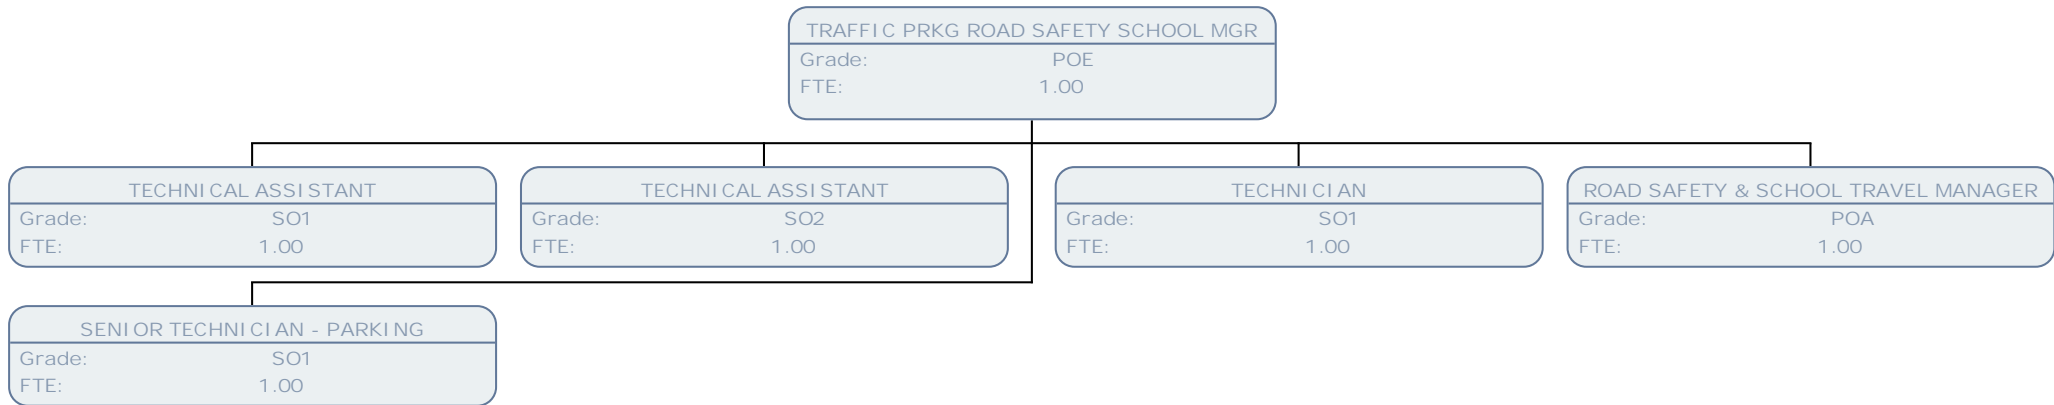 TRAFFIC PRKG ROAD SAFETY SCHOOL MGR
Grade: POE
FTE: 1.00
TECHNICAL ASSISTANT
Grade: SO1
FTE: 1.00
TECHNICAL ASSISTANT
Grade: SO2
FTE: 1.00
TECHNICIAN
Grade: SO1
FTE: 1.00
ROAD SAFETY & SCHOOL TRAVEL MANAGER
Grade: POA
FTE: 1.00
SENIOR TECHNICIAN - PARKING
Grade: SO1
FTE: 1.00